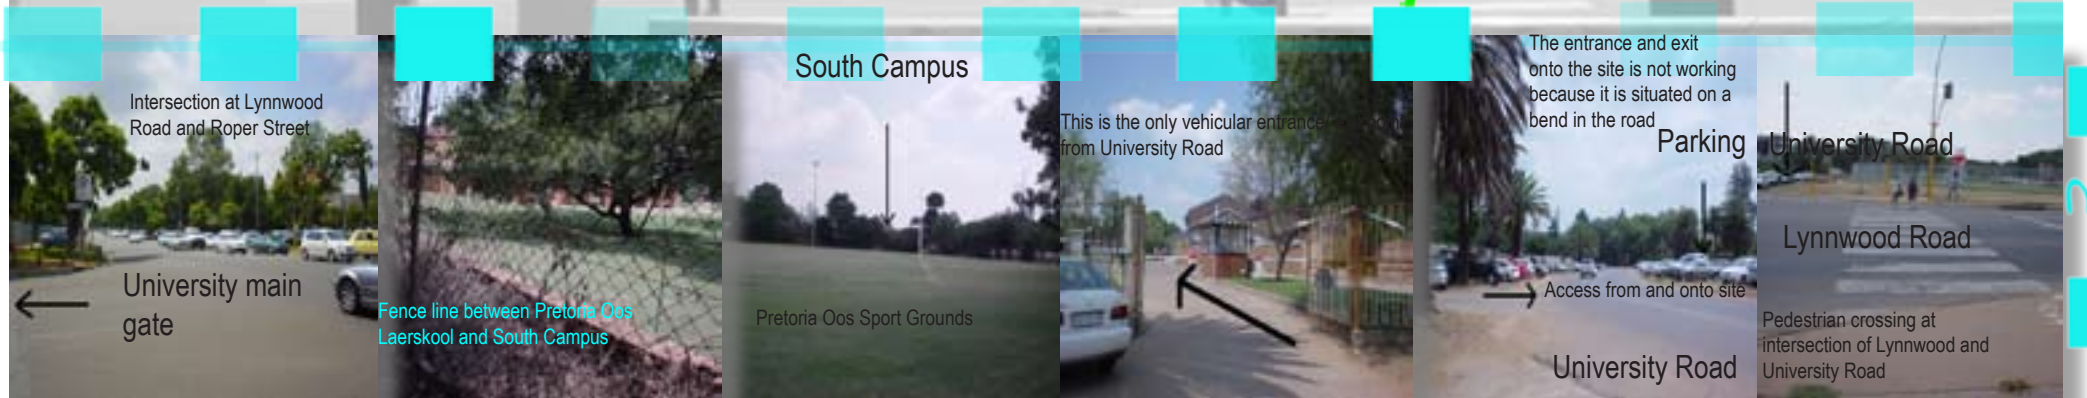 Intersection at Lynnwood
Road and Roper Street
University main
gate
Fence line between Pretoria Oos
Laerskool and South Campus
South Campus
Pretoria Oos Sport Grounds
This is the only vehicular entrance
from University Road
The entrance and exit
onto the site is not working
because it is situated on a
bend in the road
Parking
Access from and onto site
University Road
University Road
Lynnwood Road
Pedestrian crossing at
intersection of Lynnwood and
University Road